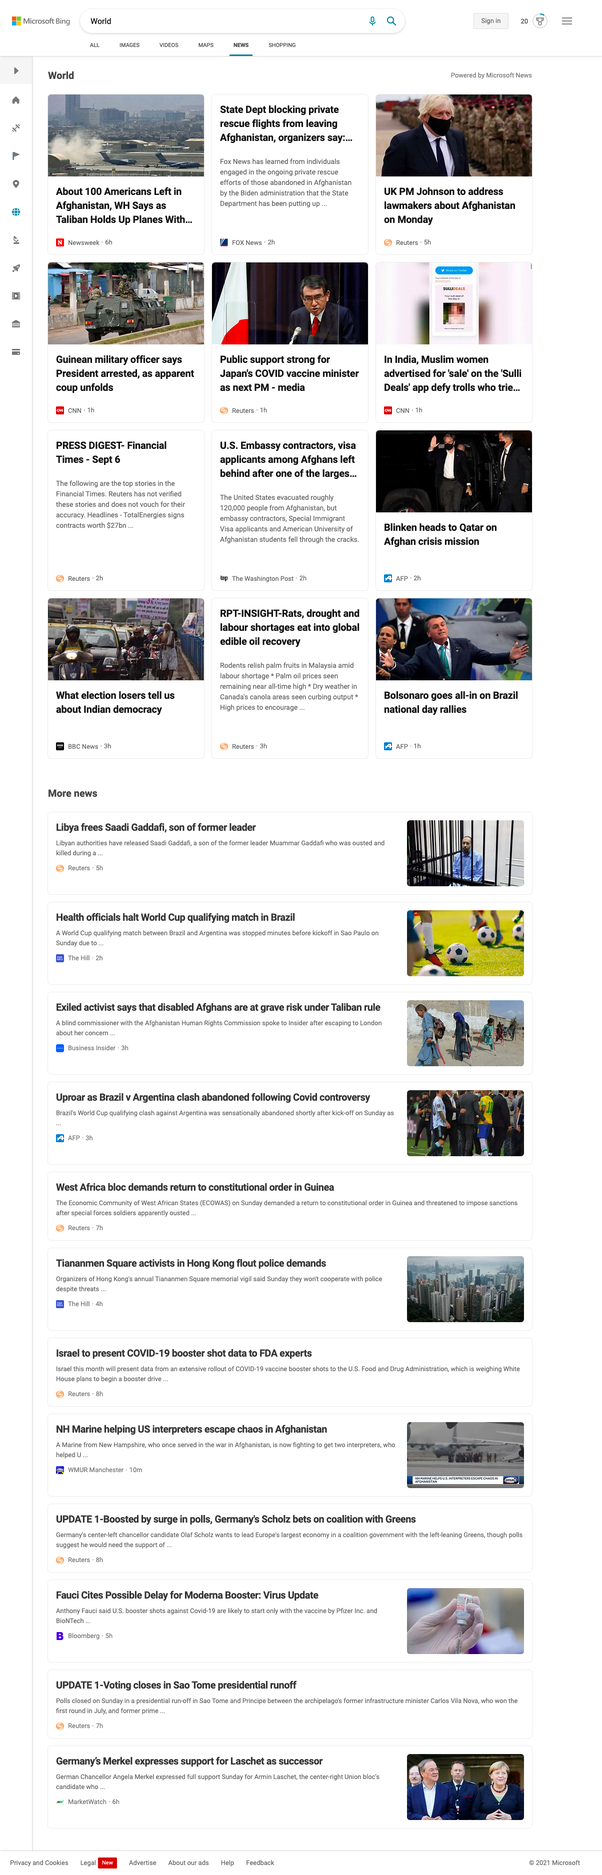 Microsoft Bing
World
Sign in
20
ALL IMAGES VIDEOS MAPS NEWS SHOPPING
World
Powered by Microsoft News
About 100 Americans Left in
Afghanistan, WH Says as
Taliban Holds Up Planes With...
Newsweek · 6h
State Dept blocking private
rescue flights from leaving
Afghanistan, organizers say:...
Fox News has learned from individuals
engaged in the ongoing private rescue
efforts of those abandoned in Afghanistan
by the Biden administration that the State
Department has been putting up ...
FOX News · 2h
UK PM Johnson to address
lawmakers about Afghanistan
on Monday
Reuters · 5h
Guinean military officer says
President arrested, as apparent
coup unfolds
CNN · 1h
Public support strong for
Japan's COVID vaccine minister
as next PM - media
Reuters · 1h
SULLIDEALS
In India, Muslim women
advertised for 'sale' on the 'Sulli
Deals' app defy trolls who trie...
CNN · 1h
PRESS DIGEST- Financial
Times - Sept 6
The following are the top stories in the
Financial Times. Reuters has not verified
these stories and does not vouch for their
accuracy. Headlines - TotalEnergies signs
contracts worth $27bn ...
Reuters · 2h
U.S. Embassy contractors, visa
applicants among Afghans left
behind after one of the larges...
The United States evacuated roughly
120,000 people from Afghanistan, but
embassy contractors, Special Immigrant
Visa applicants and American University of
Afghanistan students fell through the cracks.
wp The Washington Post · 2h
Blinken heads to Qatar on
Afghan crisis mission
AFP · 2h
What election losers tell us
about Indian democracy
BBC News · 3h
RPT-INSIGHT-Rats, drought and
labour shortages eat into global
edible oil recovery
Rodents relish palm fruits in Malaysia amid
labour shortage * Palm oil prices seen
remaining near all-time high * Dry weather in
Canada's canola areas seen curbing output *
High prices to encourage ...
Reuters · 3h
Bolsonaro goes all-in on Brazil
national day rallies
AFP · 1h
More news
Libya frees Saadi Gaddafi, son of former leader
Libyan authorities have released Saadi Gaddafi, a son of the former leader Muammar Gaddafi who was ousted and
killed during a ...
Reuters · 5h
Health officials halt World Cup qualifying match in Brazil
A World Cup qualifying match between Brazil and Argentina was stopped minutes before kickoff in Sao Paulo on
Sunday due to ...
The Hill · 2h
Exiled activist says that disabled Afghans are at grave risk under Taliban rule
A blind commissioner with the Afghanistan Human Rights Commission spoke to Insider after escaping to London
about her concern ...
Business Insider · 3h
Uproar as Brazil v Argentina clash abandoned following Covid controversy
Brazil's World Cup qualifying clash against Argentina was sensationally abandoned shortly after kick-off on Sunday as
...
AFP · 3h
West Africa bloc demands return to constitutional order in Guinea
The Economic Community of West African States (ECOWAS) on Sunday demanded a return to constitutional order in Guinea and threatened to impose sanctions
after special forces soldiers apparently ousted ...
Reuters · 7h
Tiananmen Square activists in Hong Kong flout police demands
Organizers of Hong Kong's annual Tiananmen Square memorial vigil said Sunday they won't cooperate with police
despite threats ...
The Hill · 4h
Israel to present COVID-19 booster shot data to FDA experts
Israel this month will present data from an extensive rollout of COVID-19 vaccine booster shots to the U.S. Food and Drug Administration, which is weighing White
House plans to begin a booster drive ...
Reuters · 8h
NH Marine helping US interpreters escape chaos in Afghanistan
A Marine from New Hampshire, who once served in the war in Afghanistan, is now fighting to get two interpreters, who
helped U ...
WMUR Manchester · 10m
NH MARINE HELPS U.S. INTERPRETERS ESCAPE CHAOS IN
AFGHANISTAN
UPDATE 1-Boosted by surge in polls, Germany's Scholz bets on coalition with Greens
Germany's center-left chancellor candidate Olaf Scholz wants to lead Europe's largest economy in a coalition government with the left-leaning Greens, though polls
suggest he would need the support of ...
Reuters · 8h
Fauci Cites Possible Delay for Moderna Booster: Virus Update
Anthony Fauci said U.S. booster shots against Covid-19 are likely to start only with the vaccine by Pfizer Inc. and
BioNTech ...
B Bloomberg · 5h
UPDATE 1-Voting closes in Sao Tome presidential runoff
Polls closed on Sunday in a presidential run-off in Sao Tome and Principe between the archipelago's former infrastructure minister Carlos Vila Nova, who won the
first round in July, and former prime ...
Reuters · 7h
Germany's Merkel expresses support for Laschet as successor
German Chancellor Angela Merkel expressed full support Sunday for Armin Laschet, the center-right Union bloc's
candidate who ...
MarketWatch · 6h
Privacy and Cookies Legal New Advertise About our ads Help Feedback © 2021 Microsoft